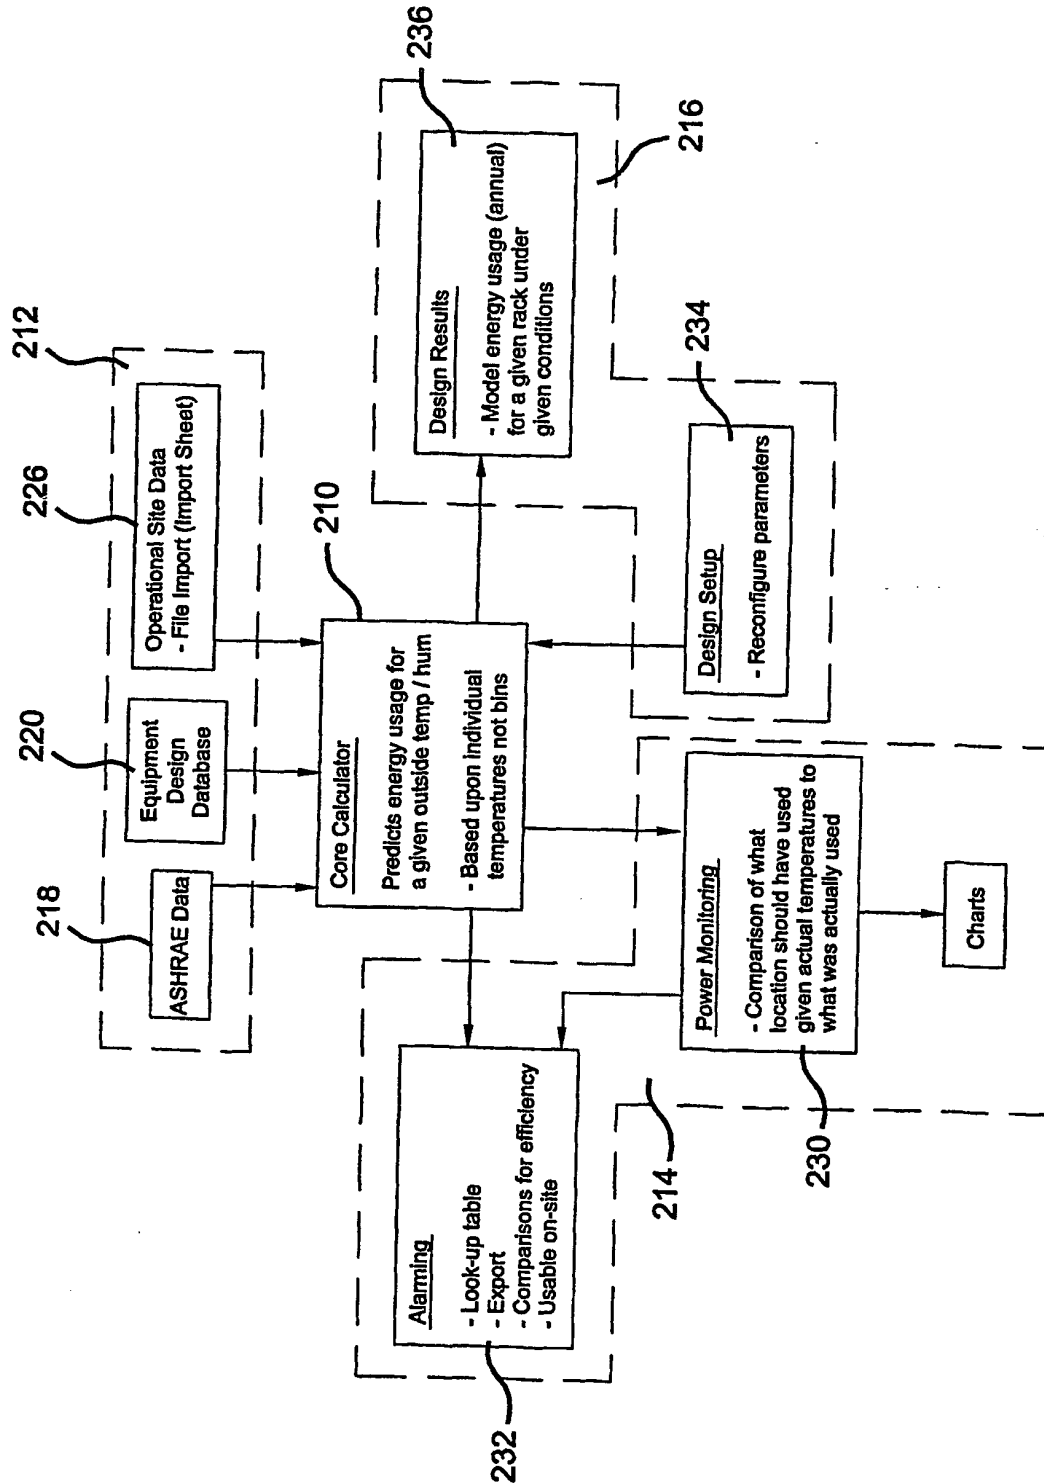 212
226
220
218
Operational Site Data
- File Import (Import Sheet)
Equipment
Design
Database
ASHRAE Data
210
Core Calculator
Predicts energy usage for
a given outside temp / hum
- Based upon individual
temperatures not bins
236
Design Results
- Model energy usage (annual)
for a given rack under
given conditions
216
234
Design Setup
- Reconfigure parameters
Alarming
- Look-up table
- Export
- Comparisons for efficiency
- Usable on-site
232
214
Power Monitoring
- Comparison of what
location should have used
given actual temperatures to
what was actually used
230
Charts